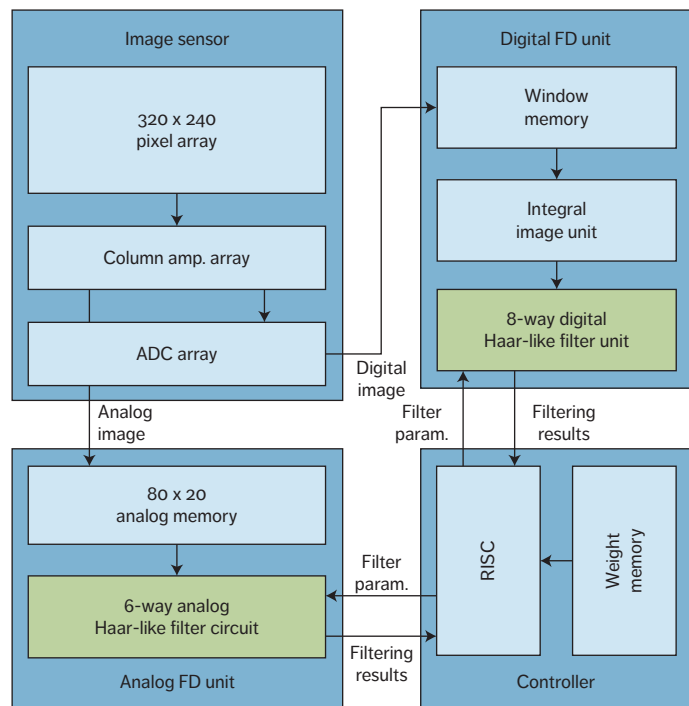 Image sensor
320 x 240
pixel array
Column amp. array
ADC array
Digital FD unit
Window
memory
Integral
image unit
8-way digital
Haar-like filter unit
Digital
image
Analog
image
Filter
param.
Filtering
results
80 x 20
analog memory
6-way analog
Haar-like filter circuit
Analog FD unit
Filter
param.
Filtering
results
RISC
Weight
memory
Controller